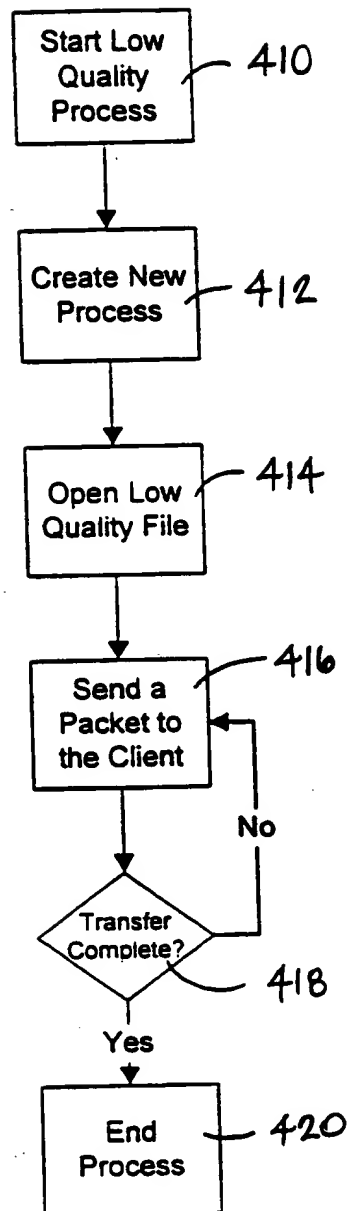 Start Low
Quality
Process
410
Create New
Process
412
Open Low
Quality File
414
Send a
Packet to
the Client
416
No
Transfer
Complete?
418
Yes
End
Process
420